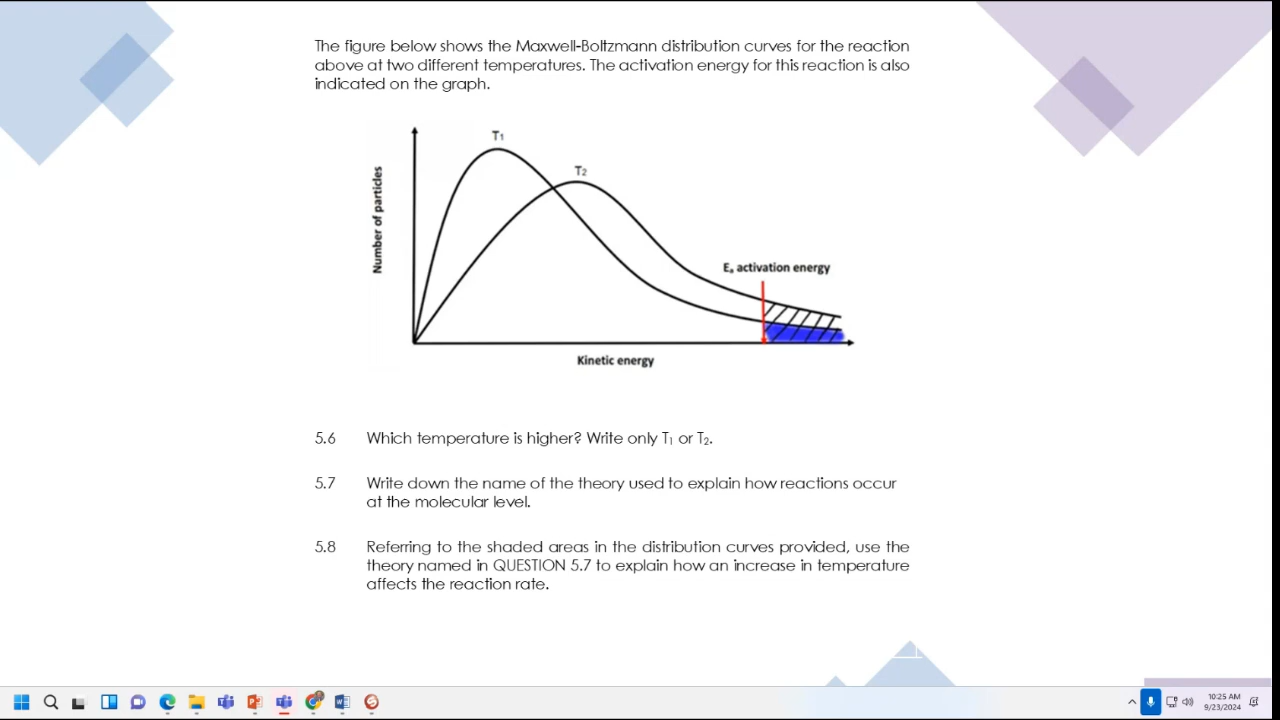 The figure below shows the Maxwell-Boltzmann distribution curves for the reaction
above at two different temperatures. The activation energy for this reaction is also
indicated on the graph.
T₁
T₂
Number of particles
Eₐ activation energy
Kinetic energy
5.6 Which temperature is higher? Write only T₁ or T₂.
5.7 Write down the name of the theory used to explain how reactions occur
at the molecular level.
5.8 Referring to the shaded areas in the distribution curves provided, use the
theory named in QUESTION 5.7 to explain how an increase in temperature
affects the reaction rate.
10:25 AM
9/23/2024